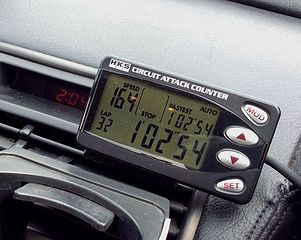 HKS CIRCUIT ATTACK COUNTER
SPEED
164
STOP
FASTEST
AUTO
1 02"54
LAP
32
1 02"54
MUD
▲
▼
SET
2:04